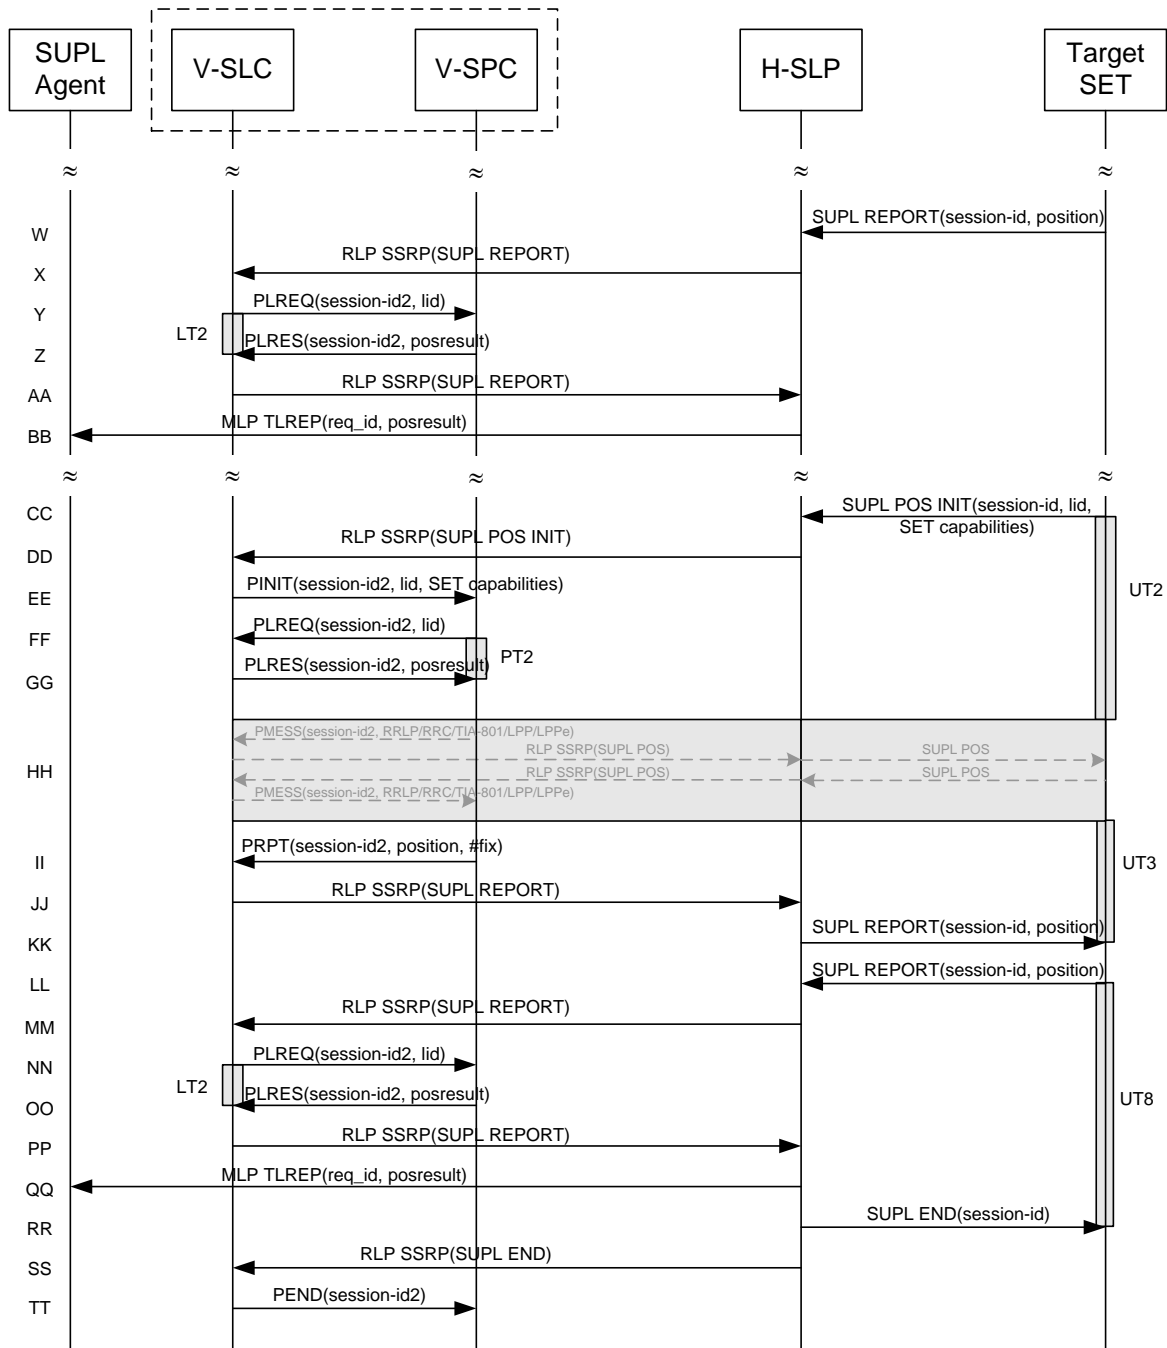 SUPL
Agent
V-SLC
V-SPC
H-SLP
Target
SET
≈ ≈ ≈ ≈ ≈
W
SUPL REPORT(session-id, position)
X
RLP SSRP(SUPL REPORT)
Y
PLREQ(session-id2, lid)
LT2
Z
PLRES(session-id2, posresult)
AA
RLP SSRP(SUPL REPORT)
BB
MLP TLREP(req_id, posresult)
≈ ≈ ≈ ≈ ≈
CC
SUPL POS INIT(session-id, lid,
SET capabilities)
DD
RLP SSRP(SUPL POS INIT)
EE
PINIT(session-id2, lid, SET capabilities)
UT2
FF
PLREQ(session-id2, lid)
PT2
GG
PLRES(session-id2, posresult)
PMESS(session-id2, RRLP/RRC/TIA-801/LPP/LPPe)
RLP SSRP(SUPL POS)
SUPL POS
HH
RLP SSRP(SUPL POS)
SUPL POS
PMESS(session-id2, RRLP/RRC/TIA-801/LPP/LPPe)
II
PRPT(session-id2, position, #fix)
UT3
JJ
RLP SSRP(SUPL REPORT)
KK
SUPL REPORT(session-id, position)
LL
SUPL REPORT(session-id, position)
MM
RLP SSRP(SUPL REPORT)
NN
PLREQ(session-id2, lid)
LT2
OO
PLRES(session-id2, posresult)
UT8
PP
RLP SSRP(SUPL REPORT)
QQ
MLP TLREP(req_id, posresult)
RR
SUPL END(session-id)
SS
RLP SSRP(SUPL END)
TT
PEND(session-id2)